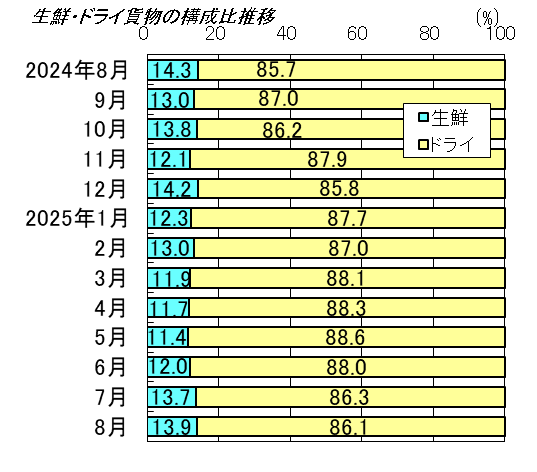 生鮮・ドライ貨物の構成比推移
(%)
0 20 40 60 80 100
2024年8月 14.3 85.7
9月 13.0 87.0
10月 13.8 86.2
11月 12.1 87.9
12月 14.2 85.8
2025年1月 12.3 87.7
2月 13.0 87.0
3月 11.9 88.1
4月 11.7 88.3
5月 11.4 88.6
6月 12.0 88.0
7月 13.7 86.3
8月 13.9 86.1
生鮮
ドライ
0 20 40 60 80 100